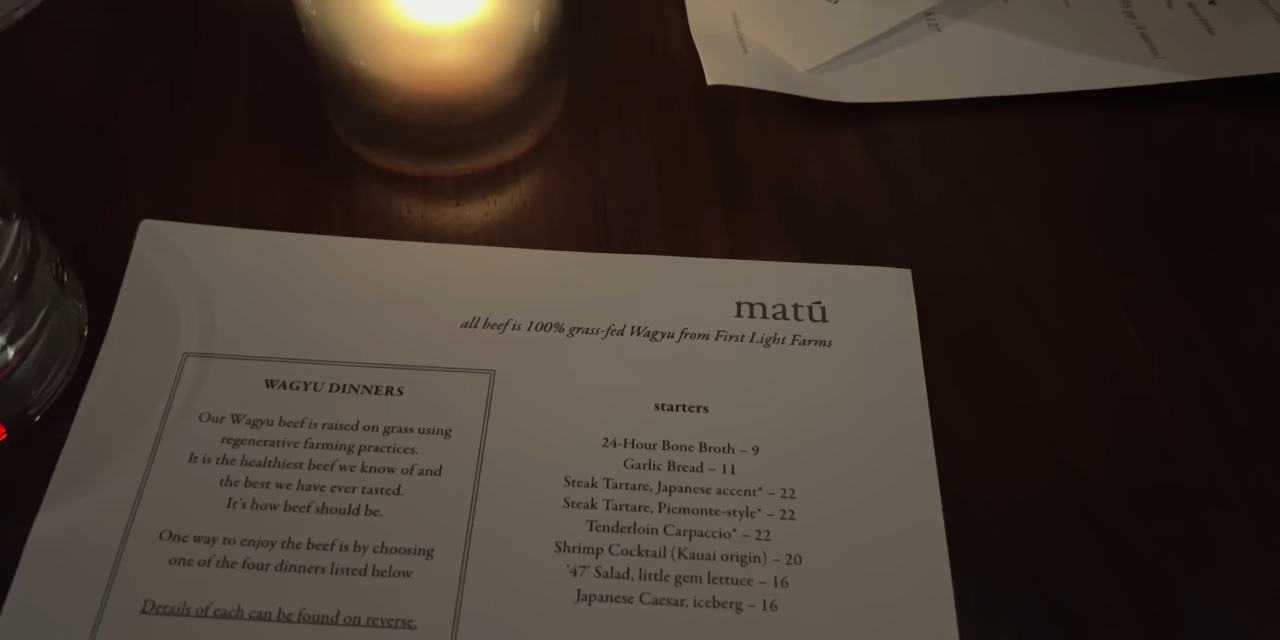 matū
all beef is 100% grass-fed Wagyu from First Light Farms
WAGYU DINNERS
Our Wagyu beef is raised on grass using
regenerative farming practices.
It is the healthiest beef we know of and
the best we have ever tasted.
It's how beef should be.
One way to enjoy the beef is by choosing
one of the four dinners listed below
Details of each can be found on reverse.
starters
24-Hour Bone Broth – 9
Garlic Bread – 11
Steak Tartare, Japanese accent* – 22
Steak Tartare, Piemonte-style* – 22
Tenderloin Carpaccio* – 22
Shrimp Cocktail (Kauai origin) – 20
'47' Salad, little gem lettuce – 16
Japanese Caesar, iceberg – 16